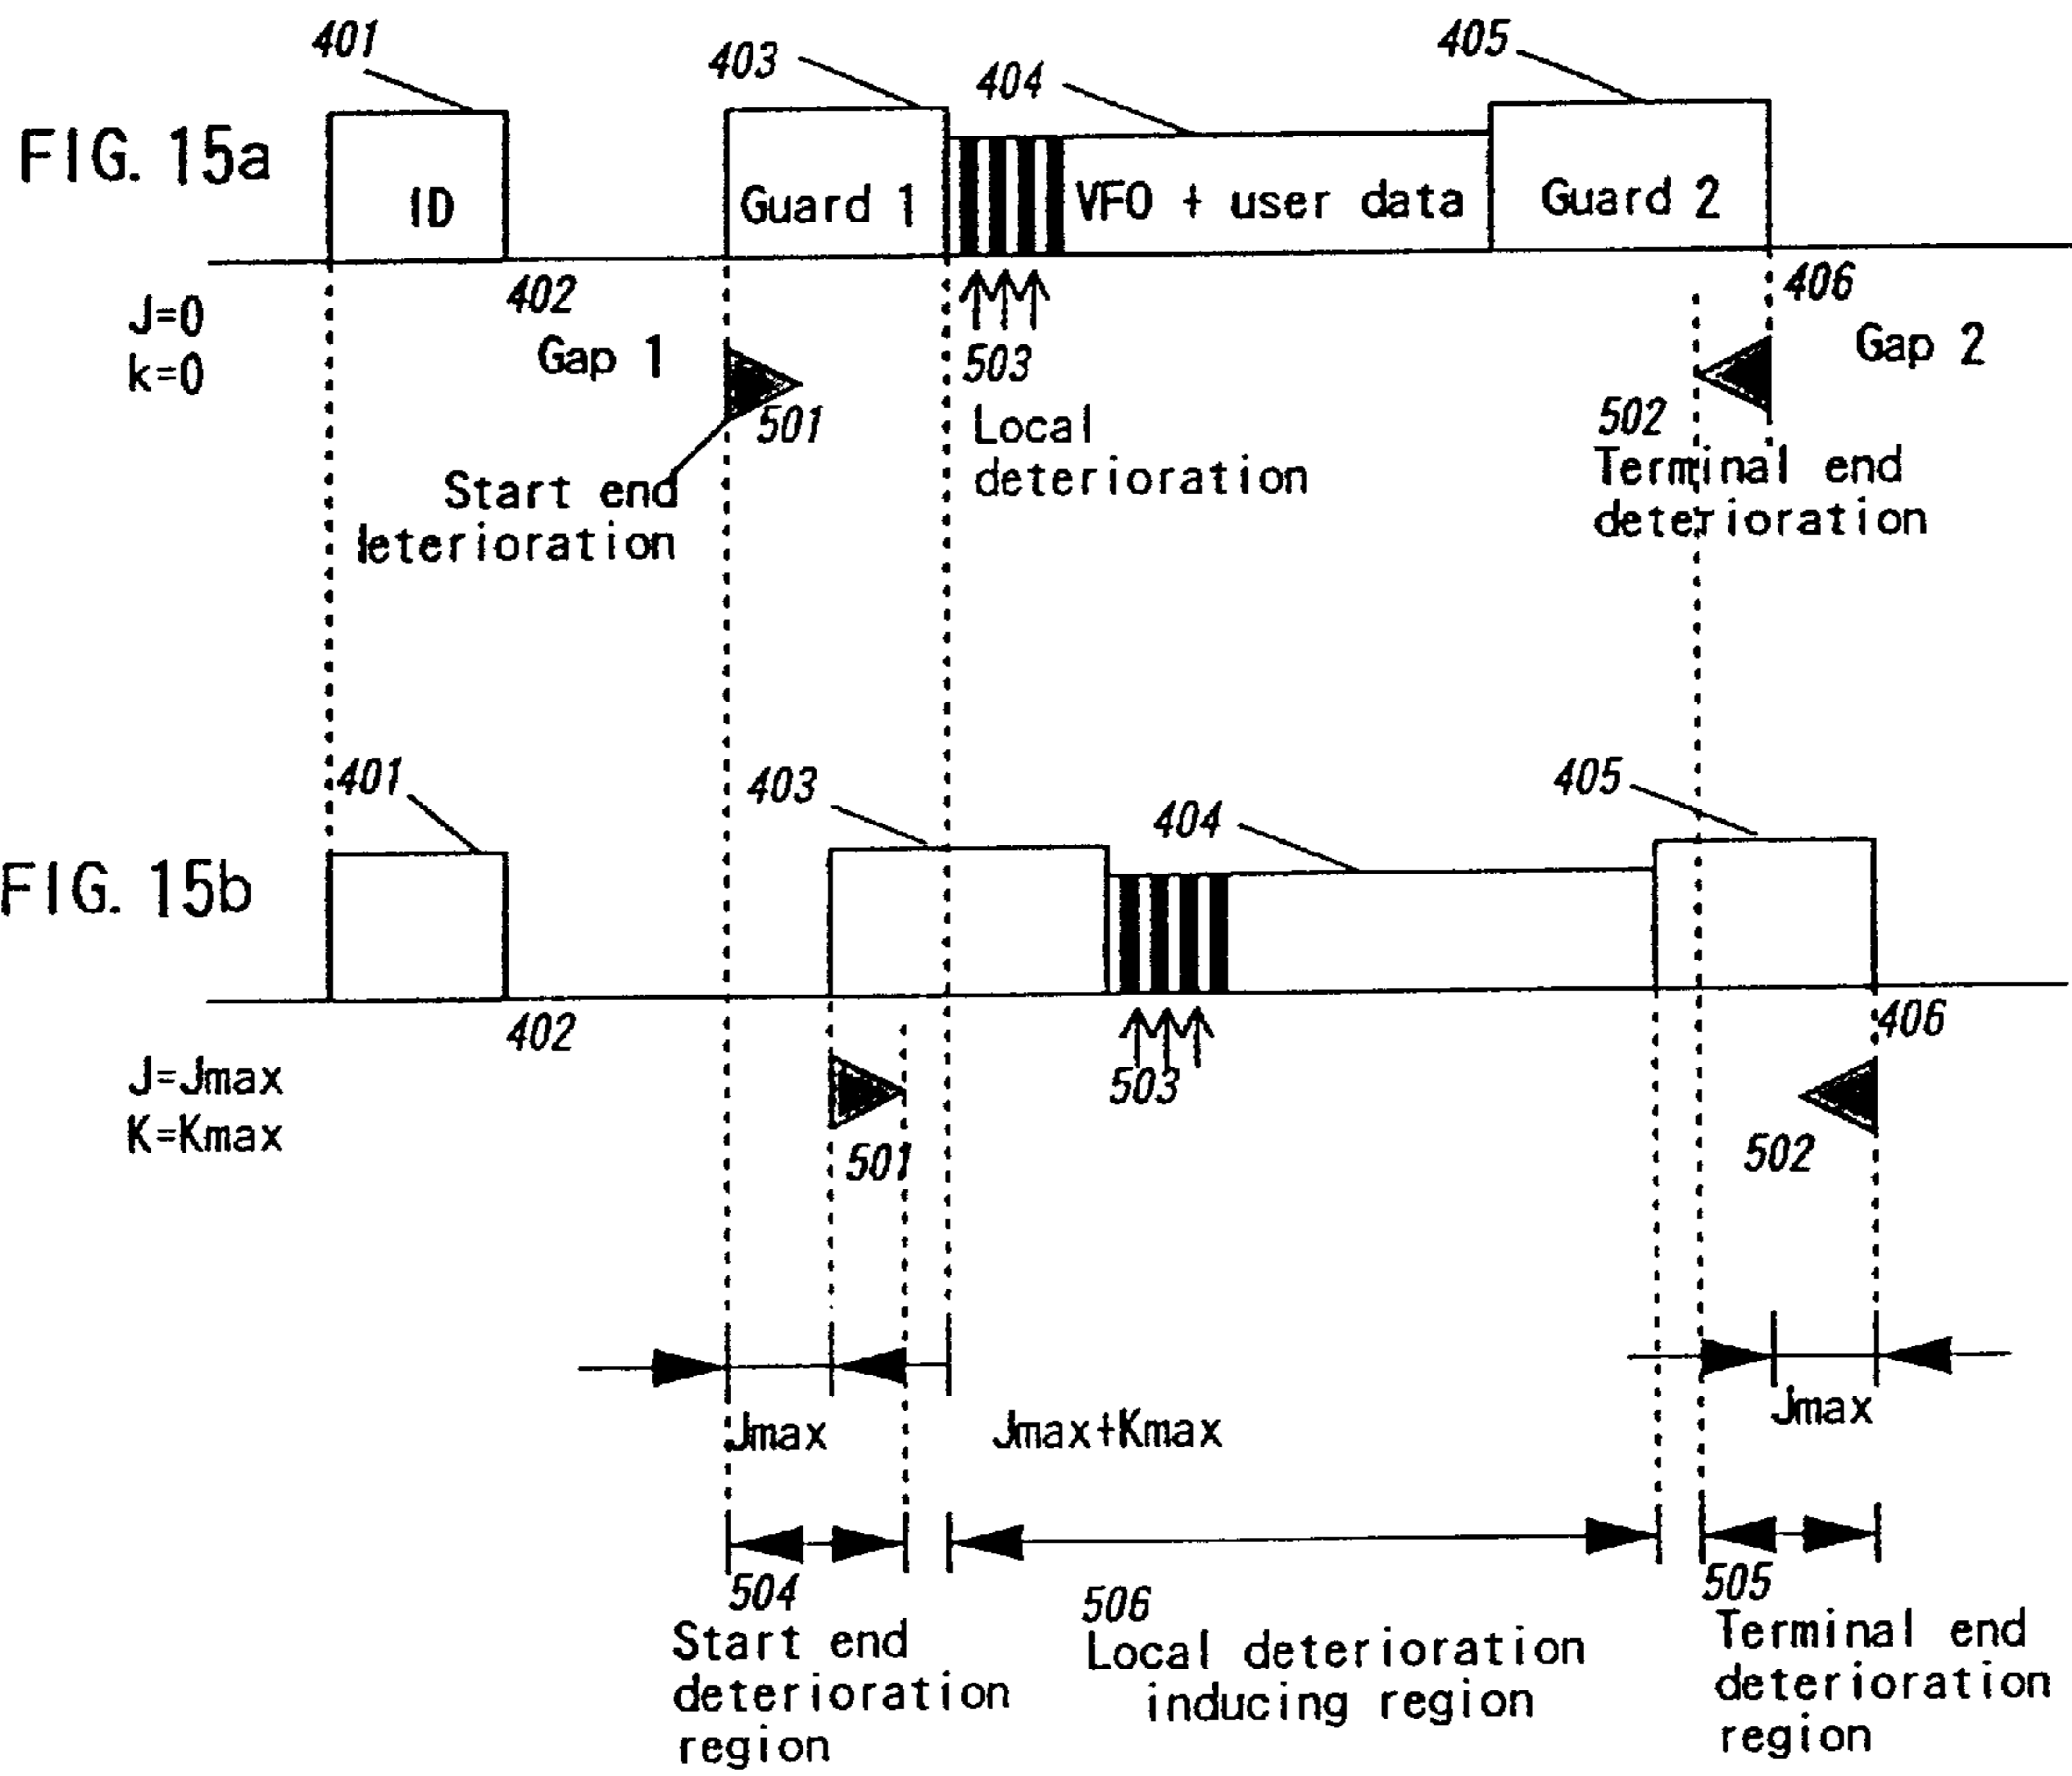 401
403
404
405
FIG. 15a
ID
Guard 1
VFO + user data
Guard 2
402
406
J=0
k=0
Gap 1
503
Gap 2
501
502
Local
deterioration
Start end
leterioration
Terminal end
deterioration
401
403
404
405
FIG. 15b
402
406
J=Jmax
K=Kmax
503
501
502
Jmax
Jmax+Kmax
Jmax
504
Start end
deterioration
region
506
Local deterioration
inducing region
505
Terminal end
deterioration
region